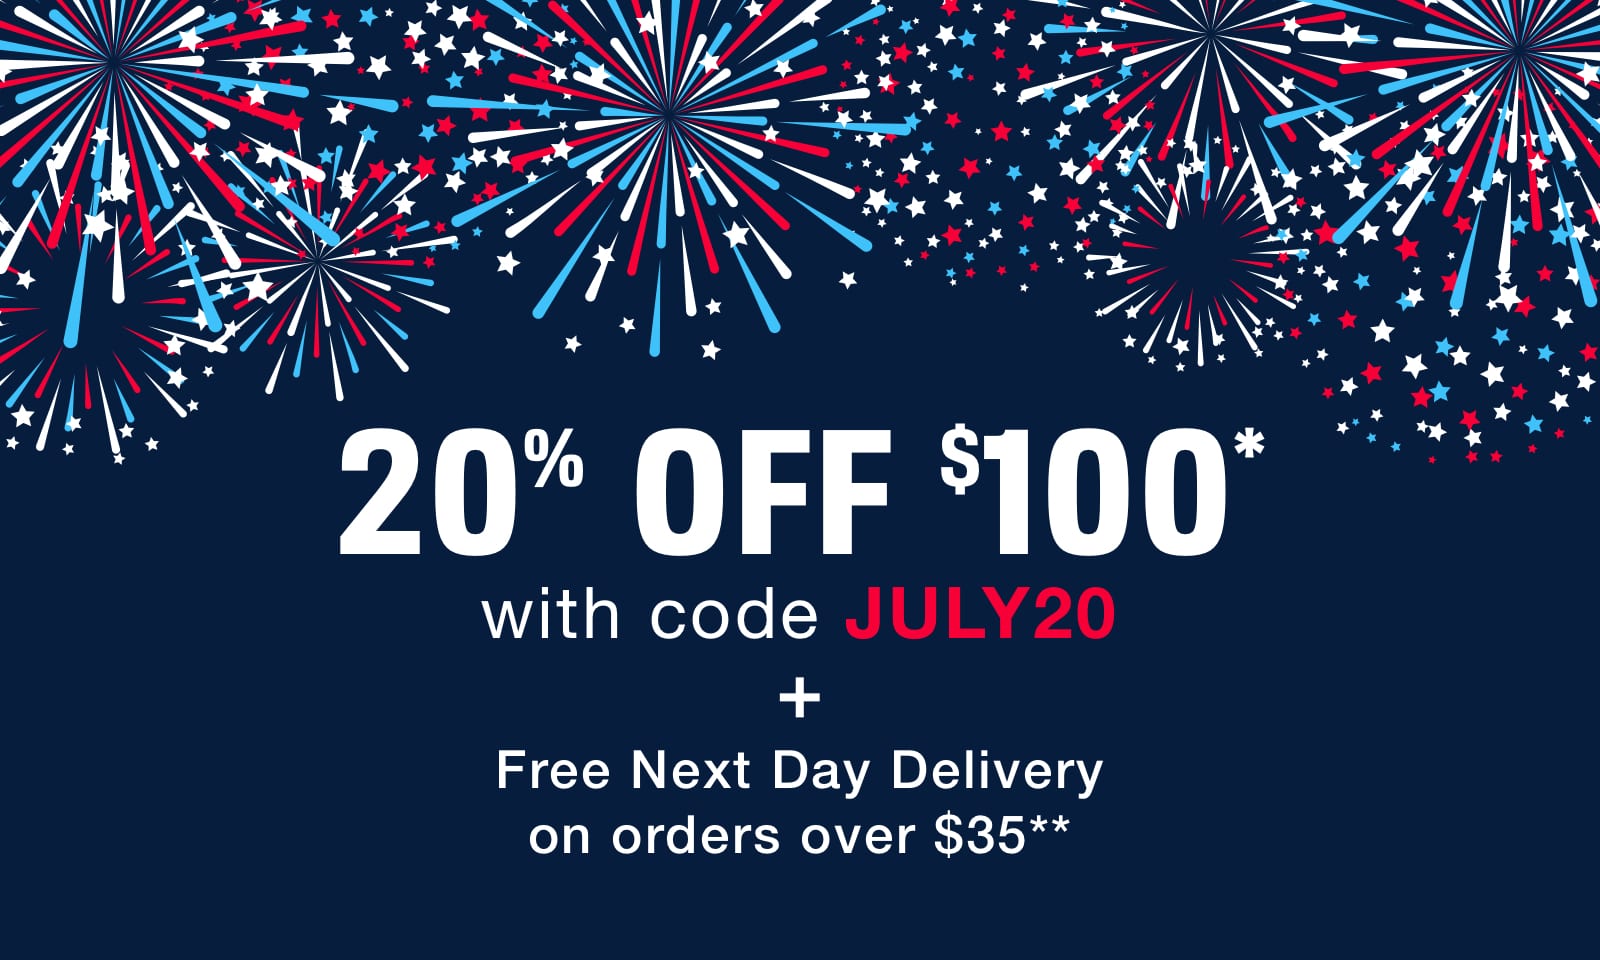 20% OFF $100*
with code JULY20
+
Free Next Day Delivery
on orders over $35**